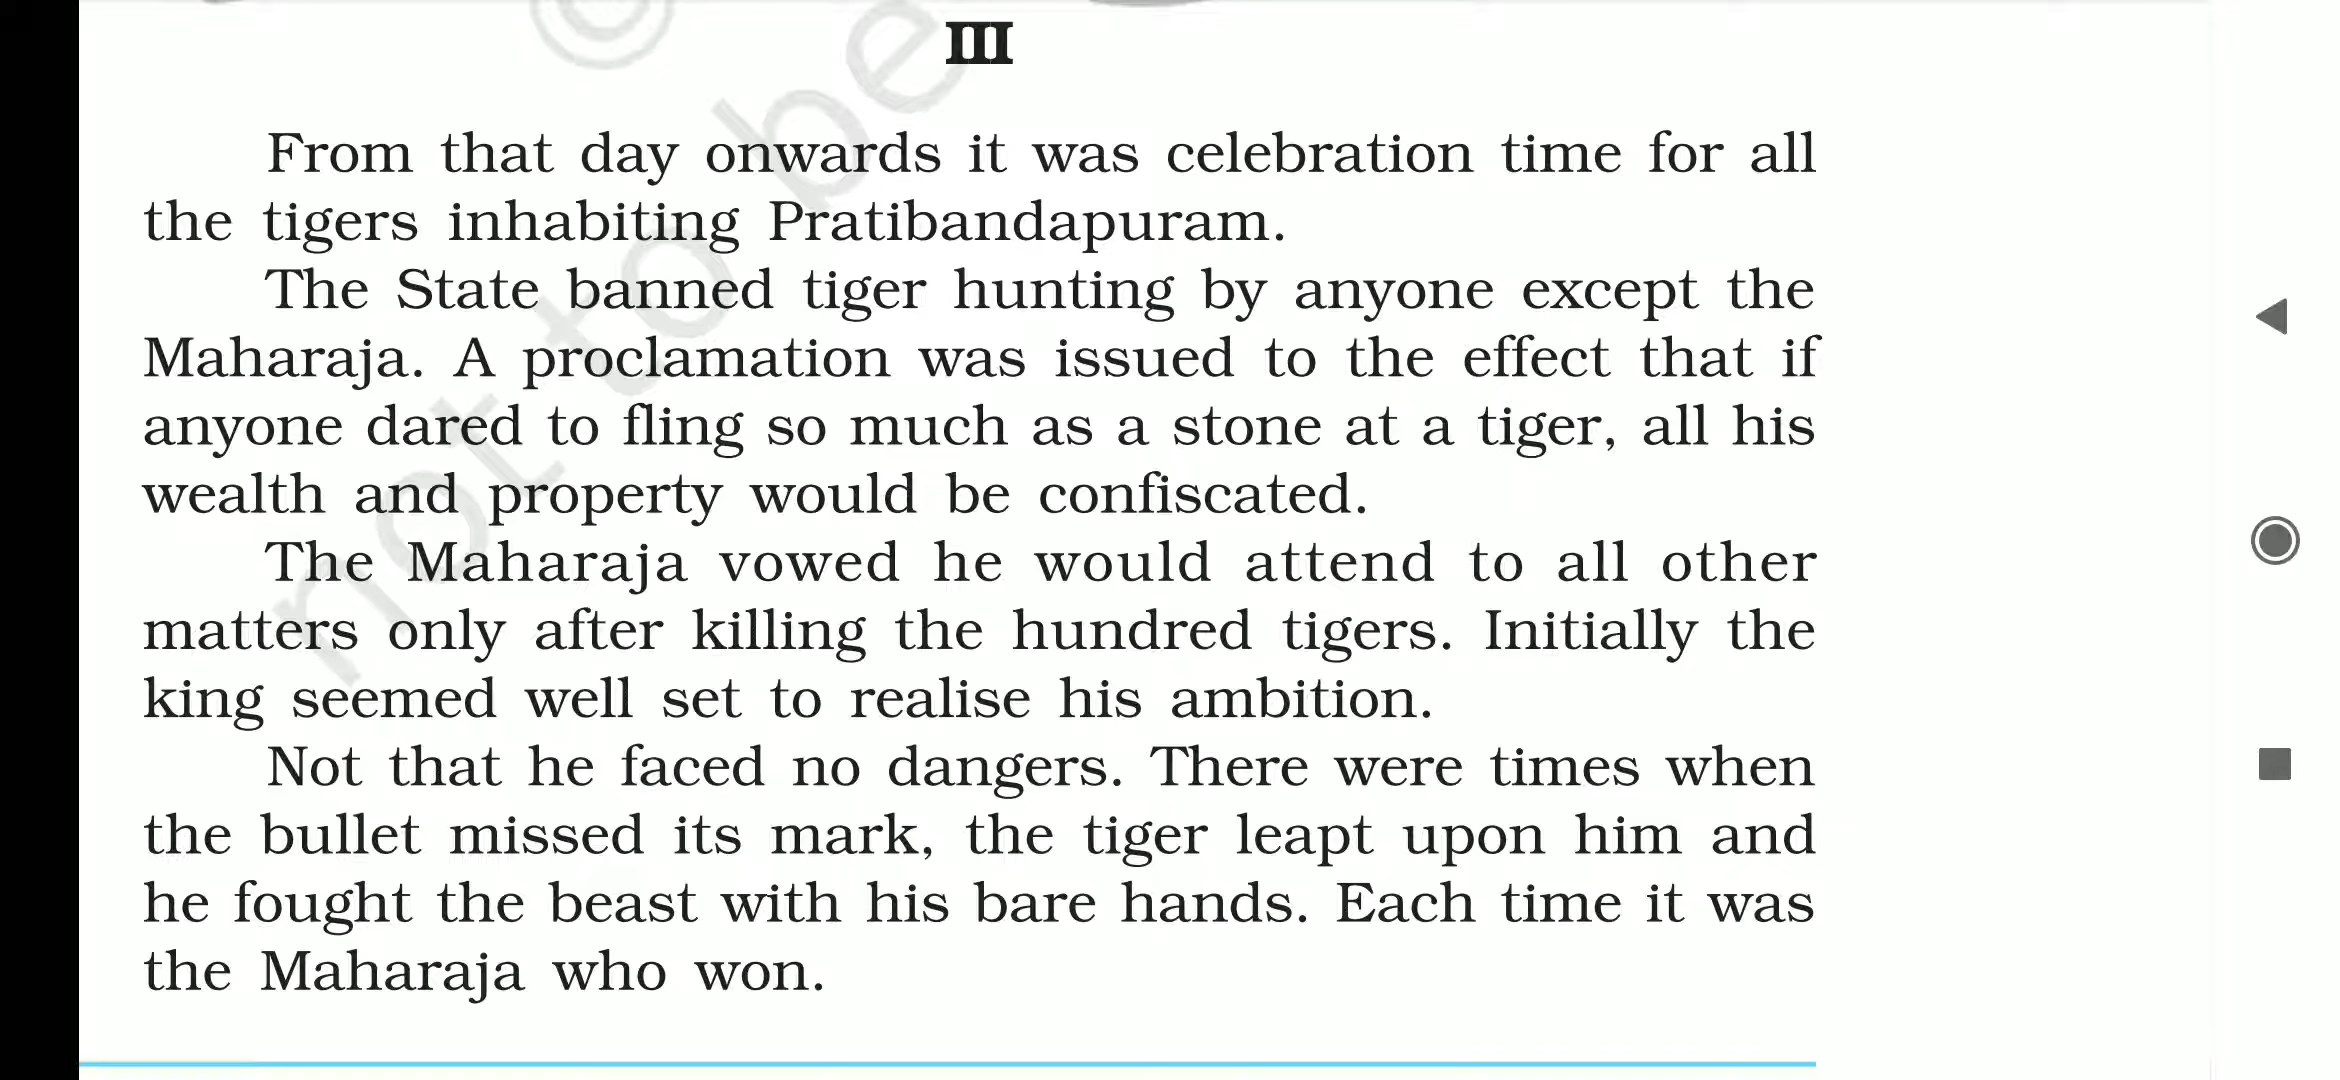 III
From that day onwards it was celebration time for all
the tigers inhabiting Pratibandapuram.
The State banned tiger hunting by anyone except the
Maharaja. A proclamation was issued to the effect that if
anyone dared to fling so much as a stone at a tiger, all his
wealth and property would be confiscated.
The Maharaja vowed he would attend to all other
matters only after killing the hundred tigers. Initially the
king seemed well set to realise his ambition.
Not that he faced no dangers. There were times when
the bullet missed its mark, the tiger leapt upon him and
he fought the beast with his bare hands. Each time it was
the Maharaja who won.
©
not to be